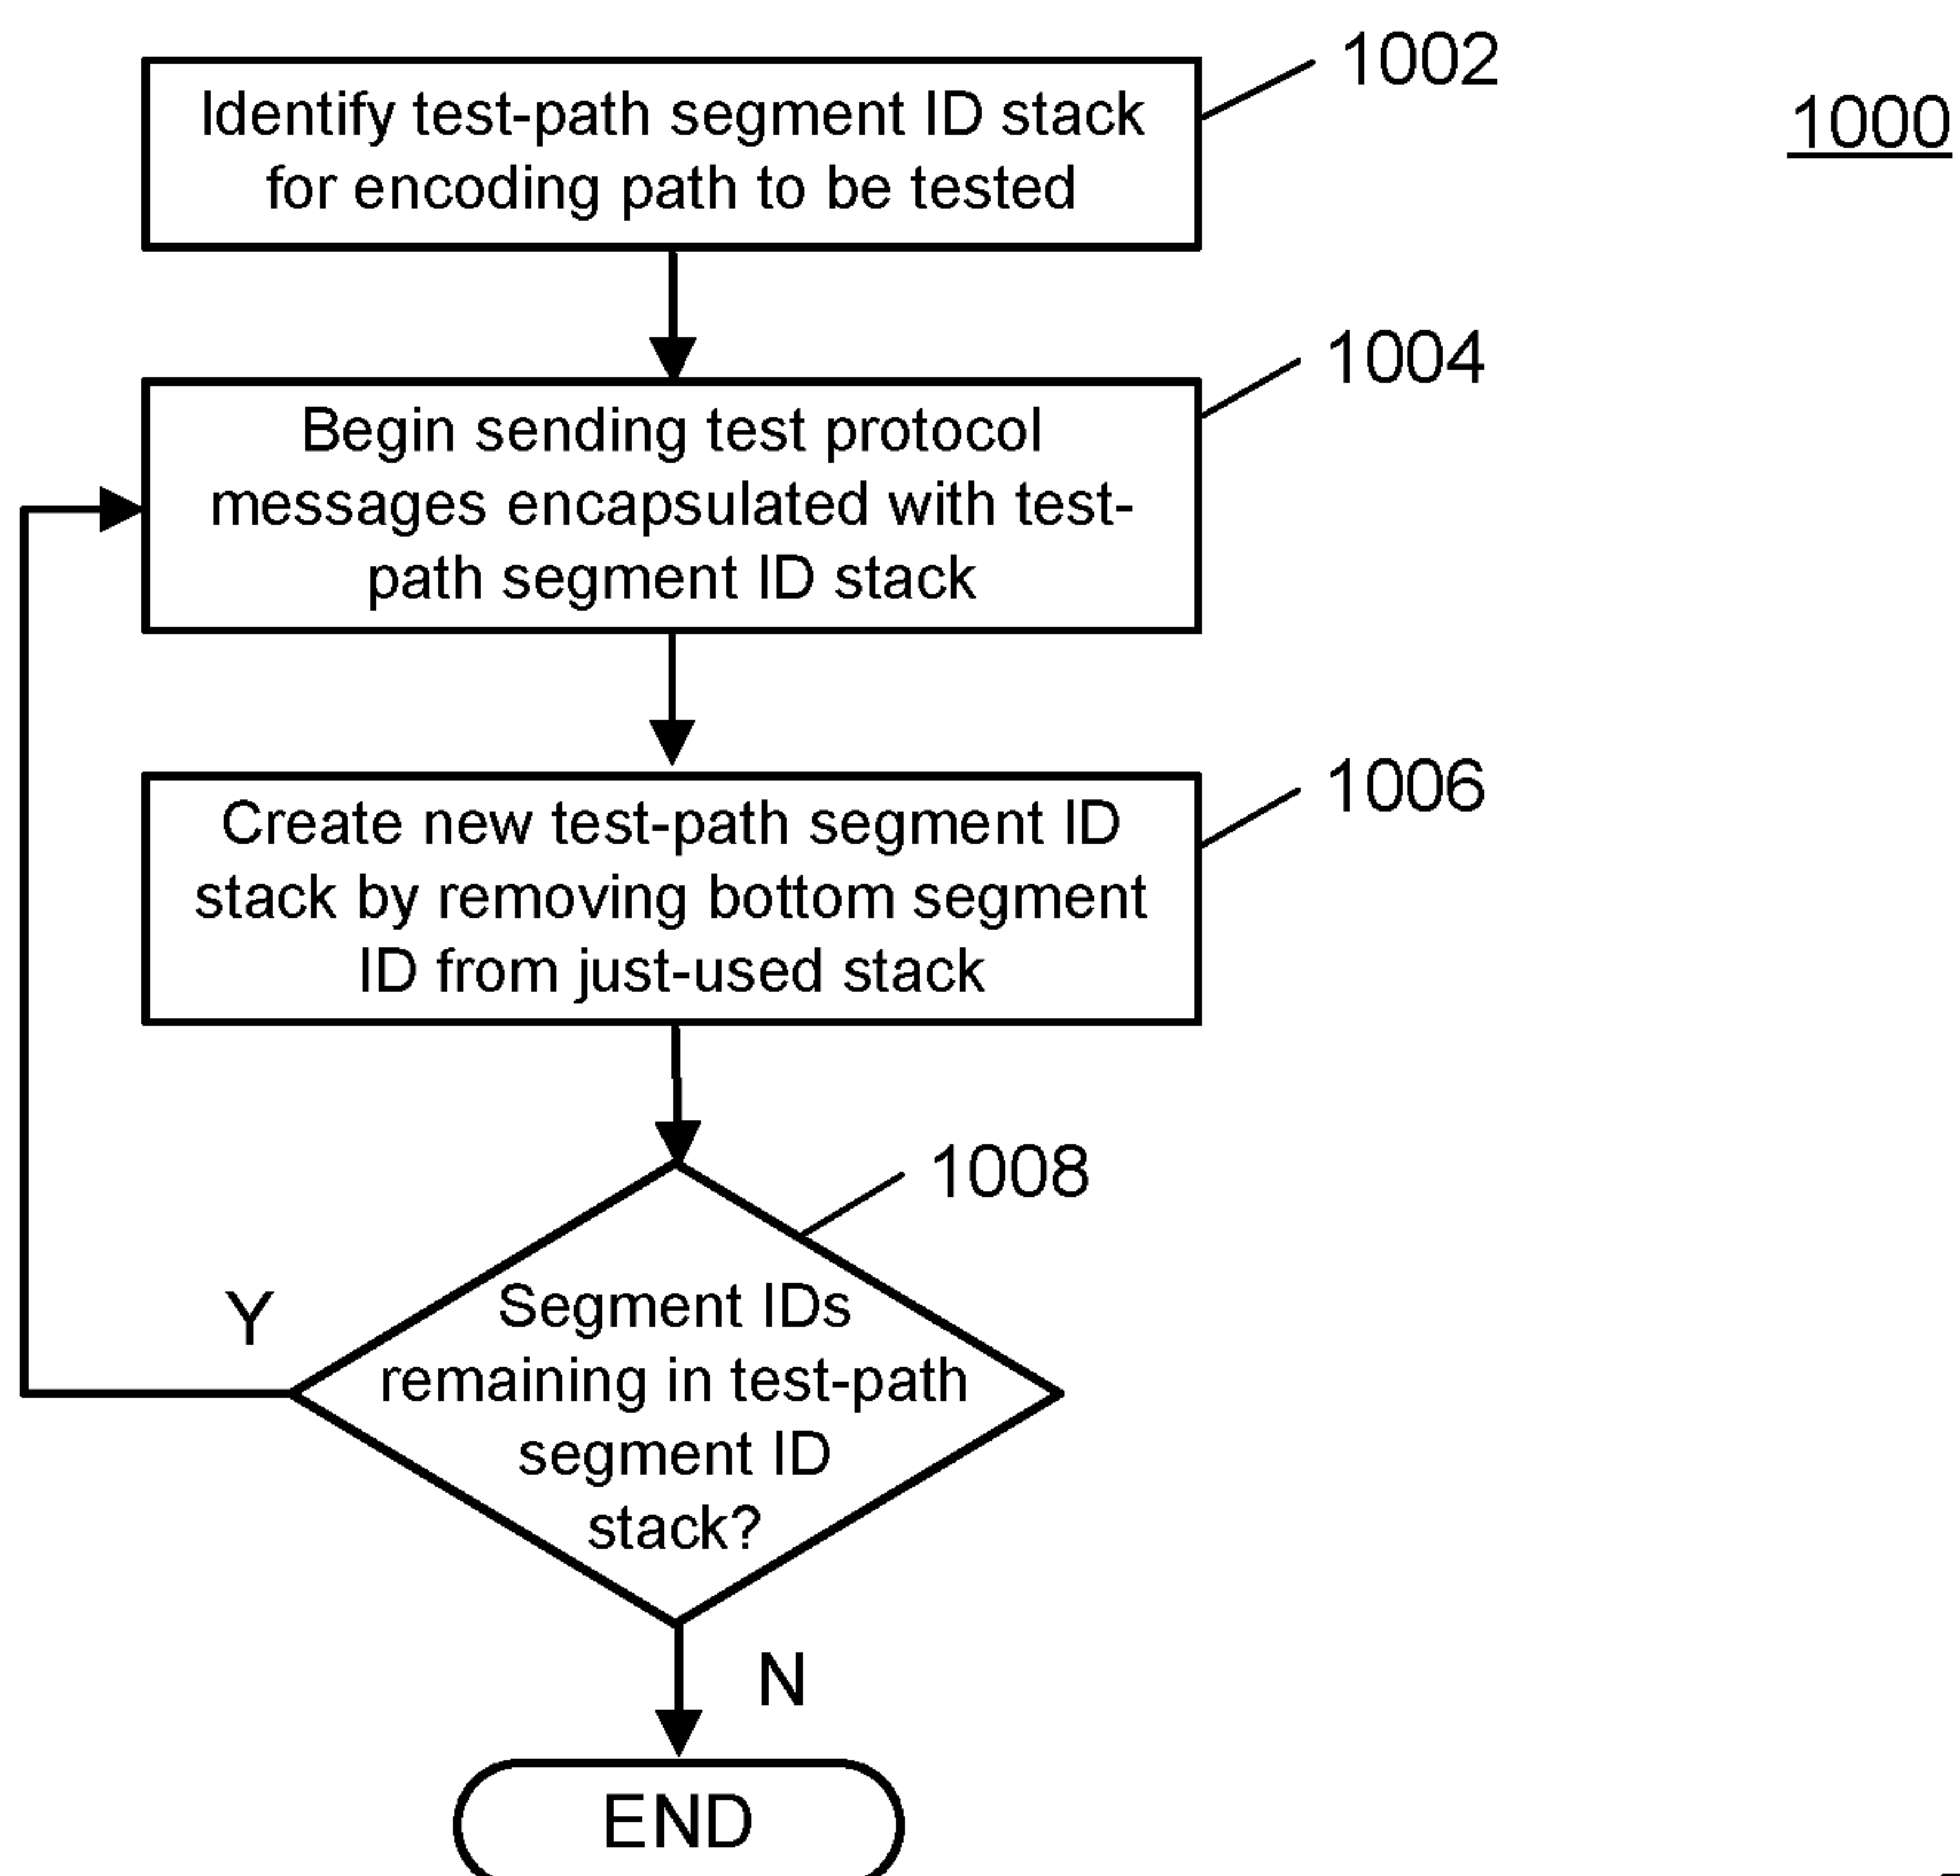 1002
1000
Identify test-path segment ID stack
for encoding path to be tested
1004
Begin sending test protocol
messages encapsulated with test-
path segment ID stack
1006
Create new test-path segment ID
stack by removing bottom segment
ID from just-used stack
1008
Y
Segment IDs
remaining in test-path
segment ID
stack?
N
END